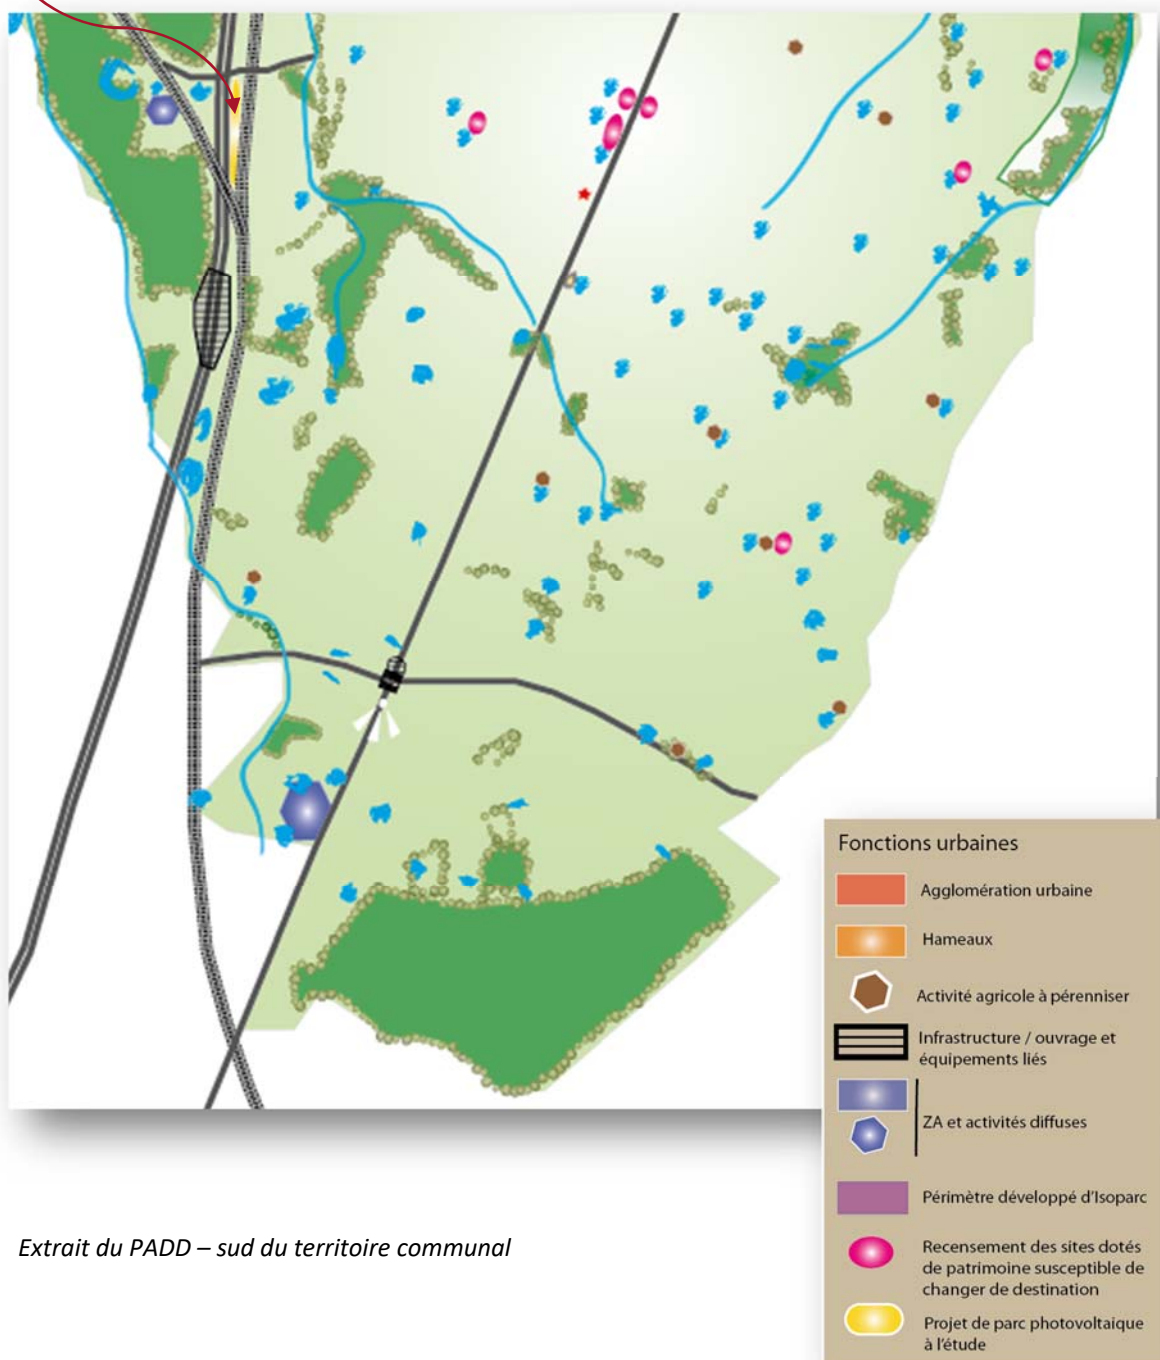 Fonctions urbaines
Agglomération urbaine
Hameaux
Activité agricole à pérenniser
Infrastructure / ouvrage et
équipements liés
ZA et activités diffuses
Périmètre développé d'Isoparc
Recensement des sites dotés
de patrimoine susceptible de
changer de destination
Projet de parc photovoltaique
à l'étude
Extrait du PADD – sud du territoire communal